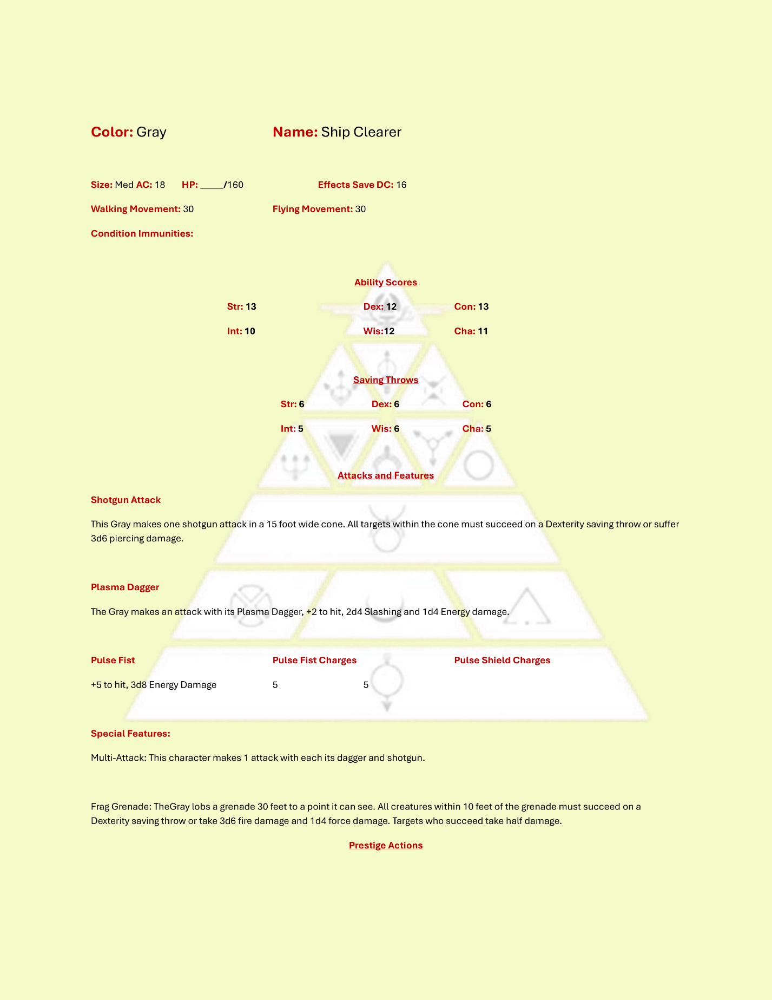 Color: Gray Name: Ship Clearer
Size: Med AC: 18 HP: _____/160 Effects Save DC: 16
Walking Movement: 30 Flying Movement: 30
Condition Immunities:
Ability Scores
Str: 13 Dex: 12 Con: 13
Int: 10 Wis:12 Cha: 11
Saving Throws
Str: 6 Dex: 6 Con: 6
Int: 5 Wis: 6 Cha: 5
Attacks and Features
Shotgun Attack
This Gray makes one shotgun attack in a 15 foot wide cone. All targets within the cone must succeed on a Dexterity saving throw or suffer
3d6 piercing damage.
Plasma Dagger
The Gray makes an attack with its Plasma Dagger, +2 to hit, 2d4 Slashing and 1d4 Energy damage.
Pulse Fist Pulse Fist Charges Pulse Shield Charges
+5 to hit, 3d8 Energy Damage 5 5
Special Features:
Multi-Attack: This character makes 1 attack with each its dagger and shotgun.
Frag Grenade: TheGray lobs a grenade 30 feet to a point it can see. All creatures within 10 feet of the grenade must succeed on a
Dexterity saving throw or take 3d6 fire damage and 1d4 force damage. Targets who succeed take half damage.
Prestige Actions